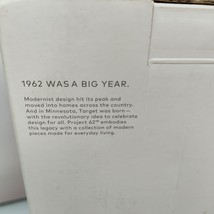 1962 WAS A BIG YEAR.
Modernist design hit its peak and
moved into homes across the country.
And in Minnesota, Target was born—
with the revolutionary idea to celebrate
design for all. Project 62™ embodies
this legacy with a collection of modern
pieces made for everyday living.